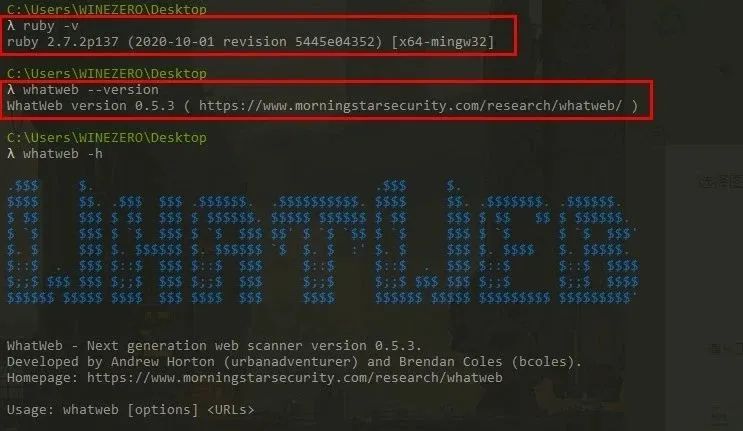 C:\Users\WINEZERO\Desktop
λ ruby -v
ruby 2.7.2p137 (2020-10-01 revision 5445e04352) [x64-mingw32]
C:\Users\WINEZERO\Desktop
λ whatweb --version
WhatWeb version 0.5.3 ( https://www.morningstarsecurity.com/research/whatweb/ )
C:\Users\WINEZERO\Desktop
λ whatweb -h
WhatWeb - Next generation web scanner version 0.5.3.
Developed by Andrew Horton (urbanadventurer) and Brendan Coles (bcoles).
Homepage: https://www.morningstarsecurity.com/research/whatweb
Usage: whatweb [options] <URLs>